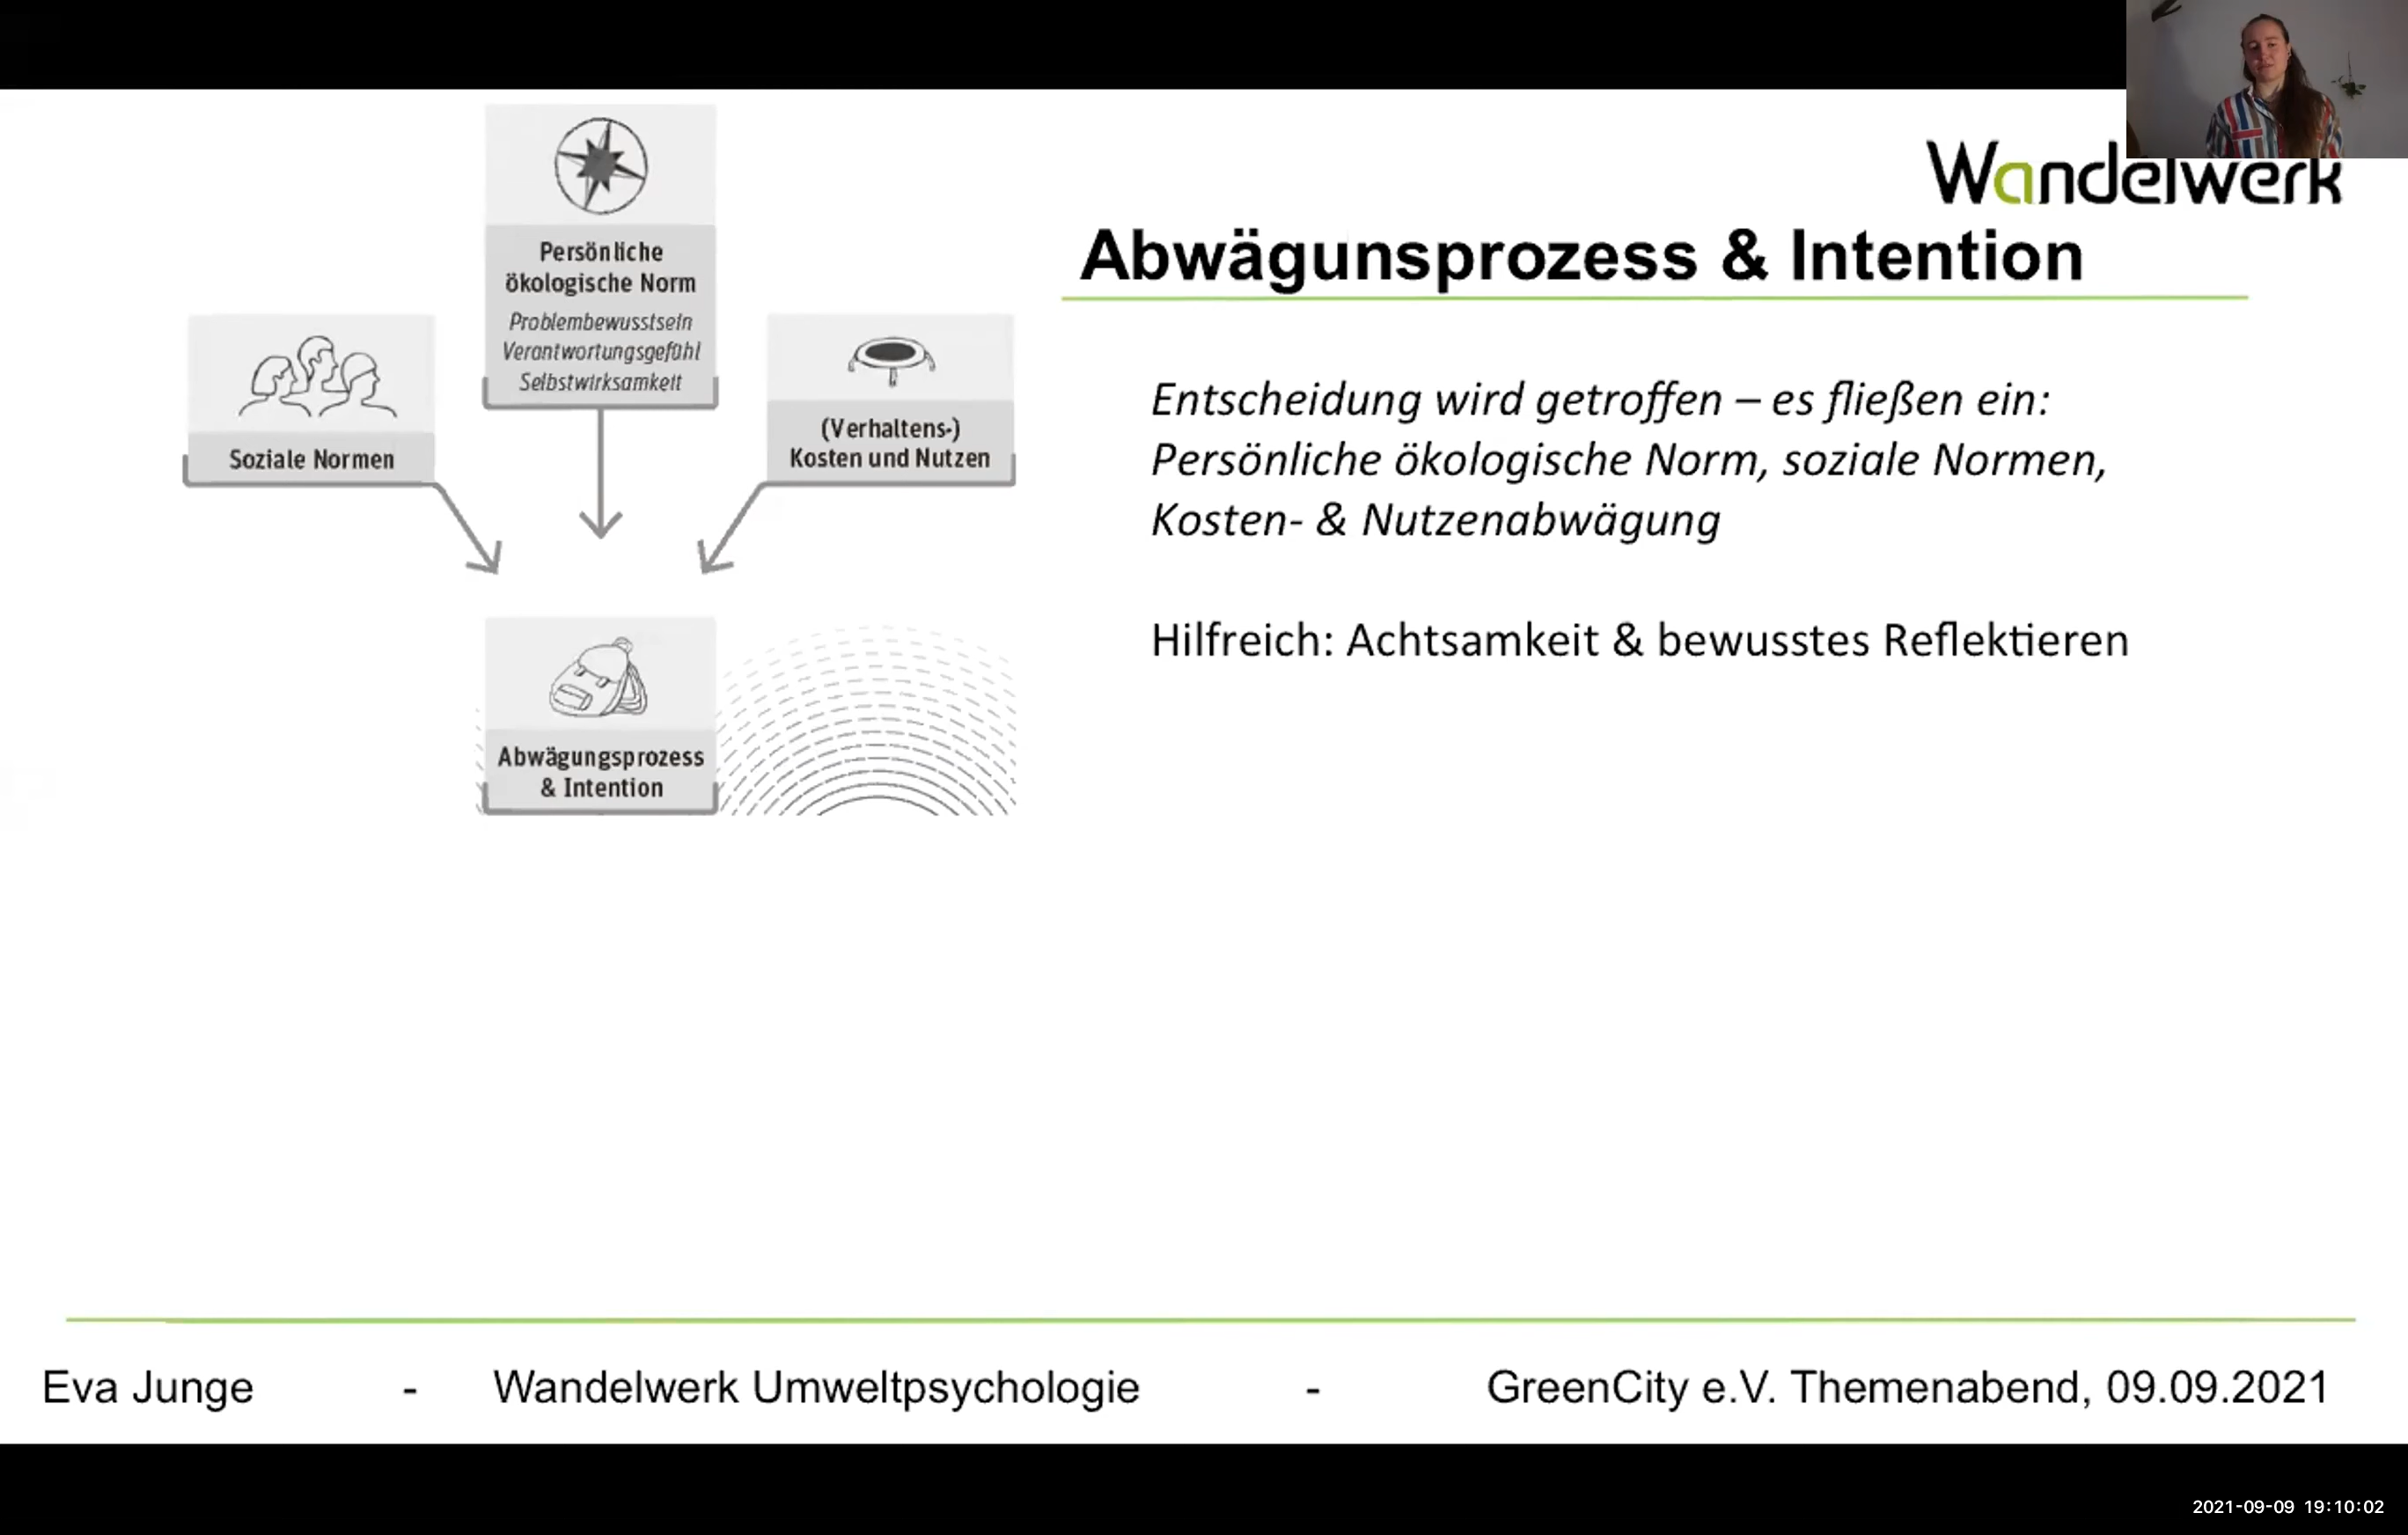 Wandelwerk
Abwägunsprozess & Intention
Persönliche
ökologische Norm
Problembewusstsein
Verantwortungsgefühl
Selbstwirksamkeit
Soziale Normen
(Verhaltens-)
Kosten und Nutzen
Abwägungsprozess
& Intention
Entscheidung wird getroffen – es fließen ein:
Persönliche ökologische Norm, soziale Normen,
Kosten- & Nutzenabwägung
Hilfreich: Achtsamkeit & bewusstes Reflektieren
Eva Junge - Wandelwerk Umweltpsychologie - GreenCity e.V. Themenabend, 09.09.2021
2021-09-09 19:10:02